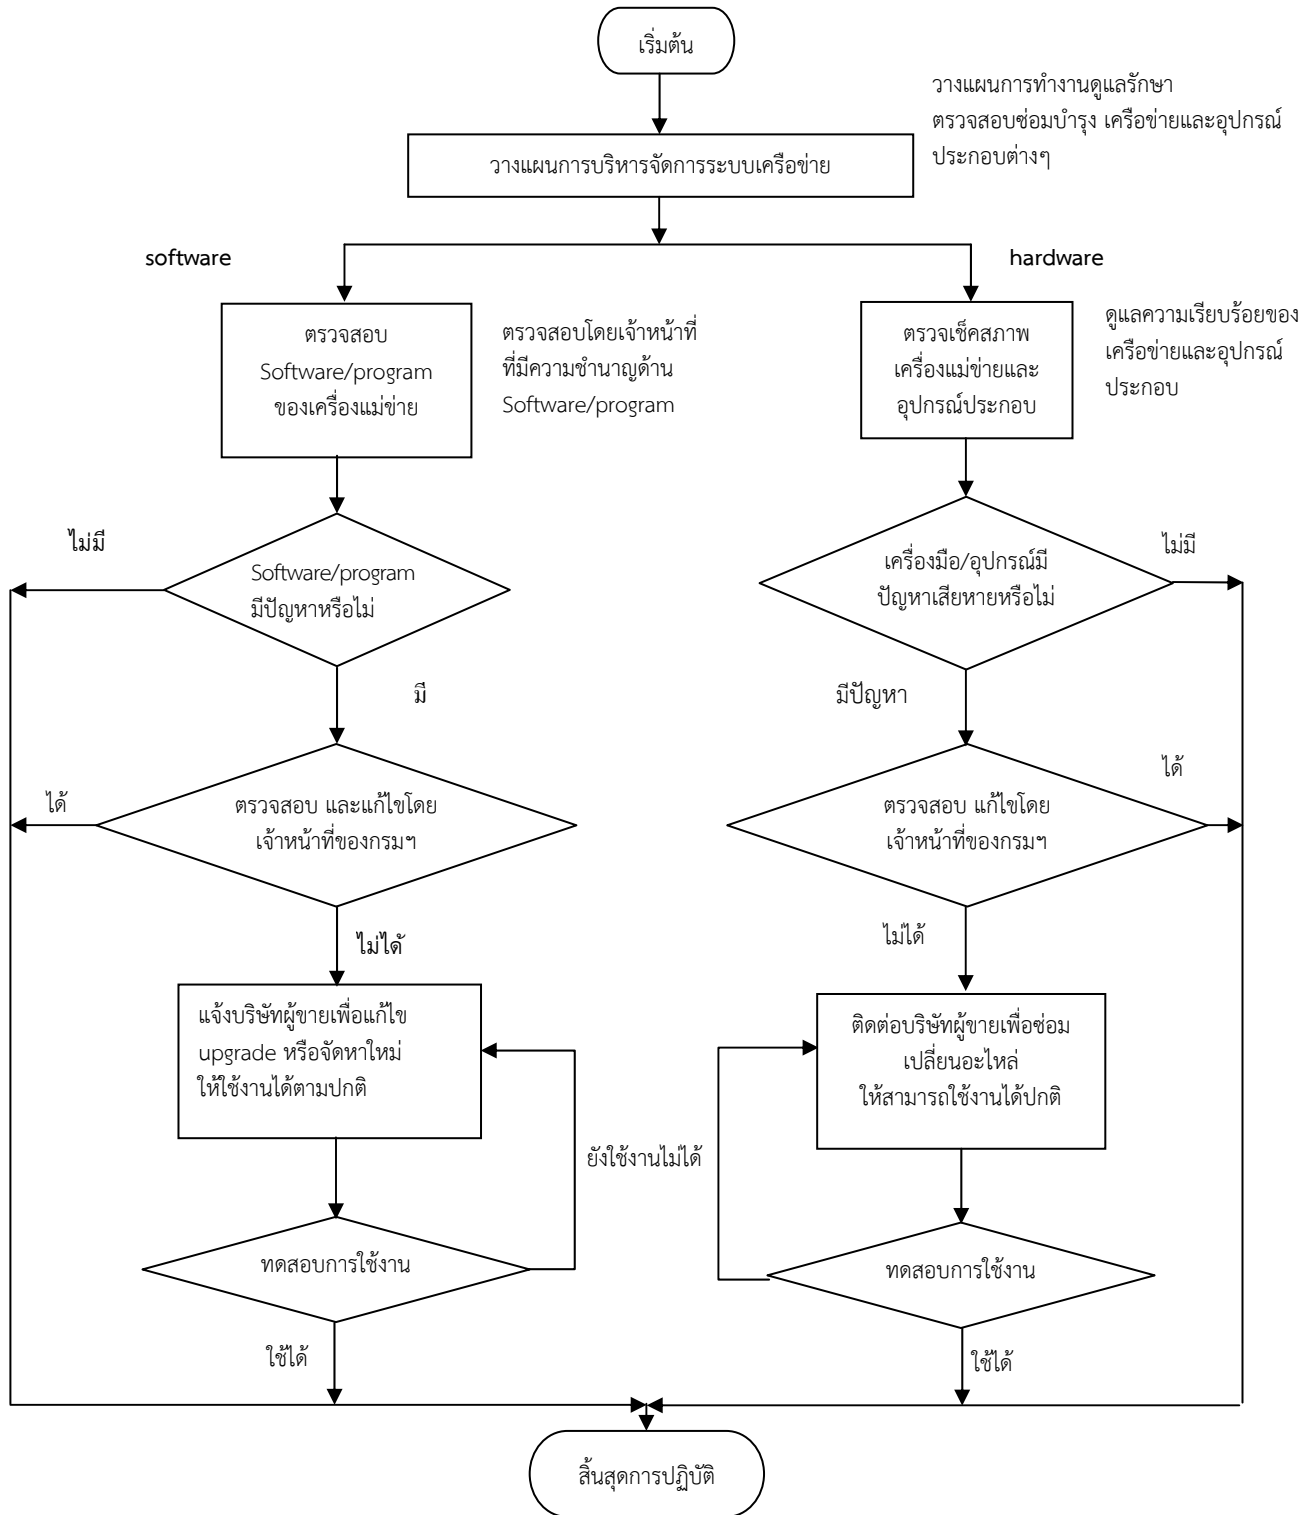 เริ่มต้น
วางแผนการทำงานดูแลรักษา
ตรวจสอบซ่อมบำรุง เครือข่ายและอุปกรณ์
ประกอบต่างๆ
วางแผนการบริหารจัดการระบบเครือข่าย
software
hardware
ตรวจสอบ
Software/program
ของเครื่องแม่ข่าย
ตรวจสอบโดยเจ้าหน้าที่
ที่มีความชำนาญด้าน
Software/program
ตรวจเช็คสภาพ
เครื่องแม่ข่ายและ
อุปกรณ์ประกอบ
ดูแลความเรียบร้อยของ
เครือข่ายและอุปกรณ์
ประกอบ
ไม่มี
Software/program
มีปัญหาหรือไม่
เครื่องมือ/อุปกรณ์มี
ปัญหาเสียหายหรือไม่
ไม่มี
มี
มีปัญหา
ได้
ตรวจสอบ และแก้ไขโดย
เจ้าหน้าที่ของกรมฯ
ตรวจสอบ แก้ไขโดย
เจ้าหน้าที่ของกรมฯ
ได้
ไม่ได้
ไม่ได้
แจ้งบริษัทผู้ขายเพื่อแก้ไข
upgrade หรือจัดหาใหม่
ให้ใช้งานได้ตามปกติ
ติดต่อบริษัทผู้ขายเพื่อซ่อม
เปลี่ยนอะไหล่
ให้สามารถใช้งานได้ปกติ
ยังใช้งานไม่ได้
ทดสอบการใช้งาน
ทดสอบการใช้งาน
ใช้ได้
ใช้ได้
สิ้นสุดการปฏิบัติ